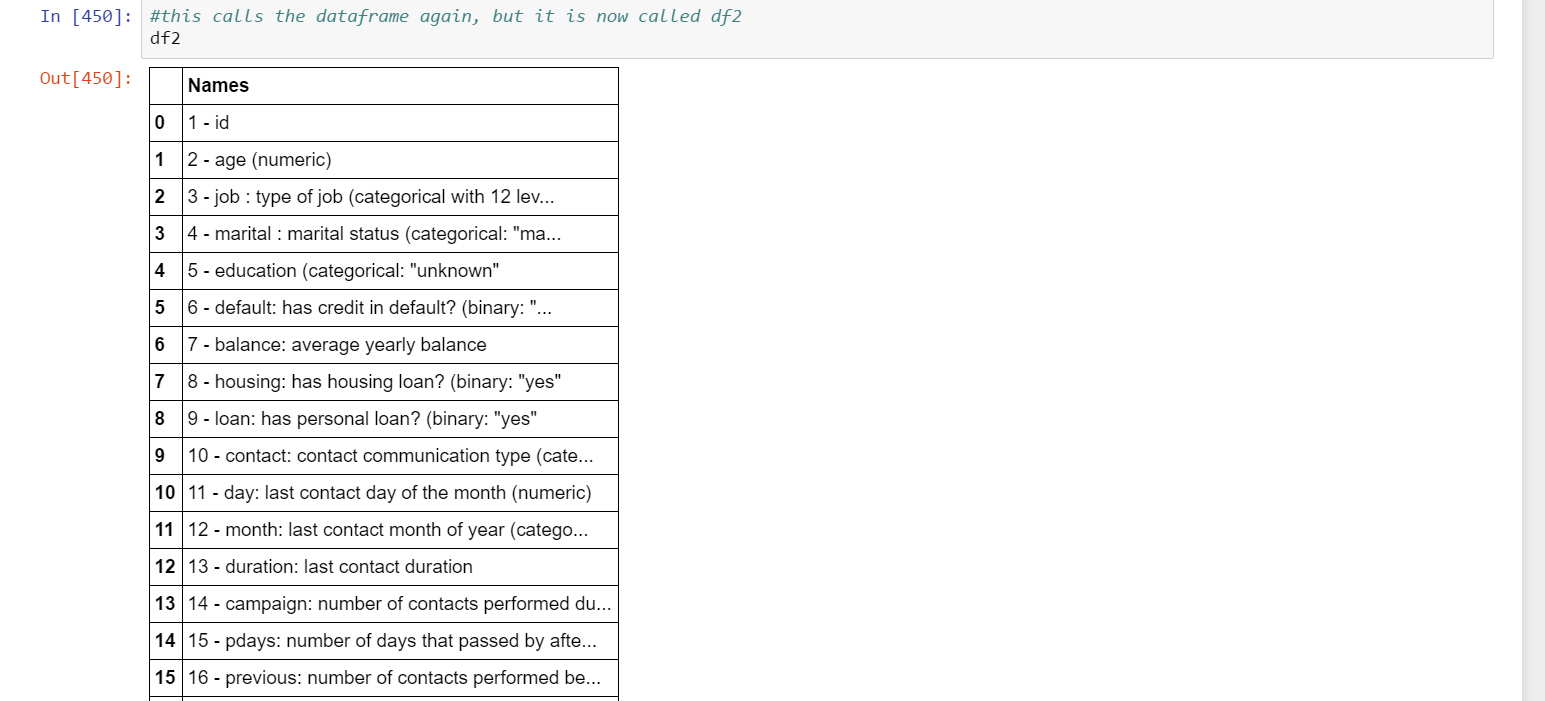 In [450]: #this calls the dataframe again, but it is now called df2
df2
Out[450]:
Names
0 1 - id
1 2 - age (numeric)
2 3 - job : type of job (categorical with 12 lev...
3 4 - marital : marital status (categorical: "ma...
4 5 - education (categorical: "unknown"
5 6 - default: has credit in default? (binary: "...
6 7 - balance: average yearly balance
7 8 - housing: has housing loan? (binary: "yes"
8 9 - loan: has personal loan? (binary: "yes"
9 10 - contact: contact communication type (cate...
10 11 - day: last contact day of the month (numeric)
11 12 - month: last contact month of year (catego...
12 13 - duration: last contact duration
13 14 - campaign: number of contacts performed du...
14 15 - pdays: number of days that passed by afte...
15 16 - previous: number of contacts performed be...